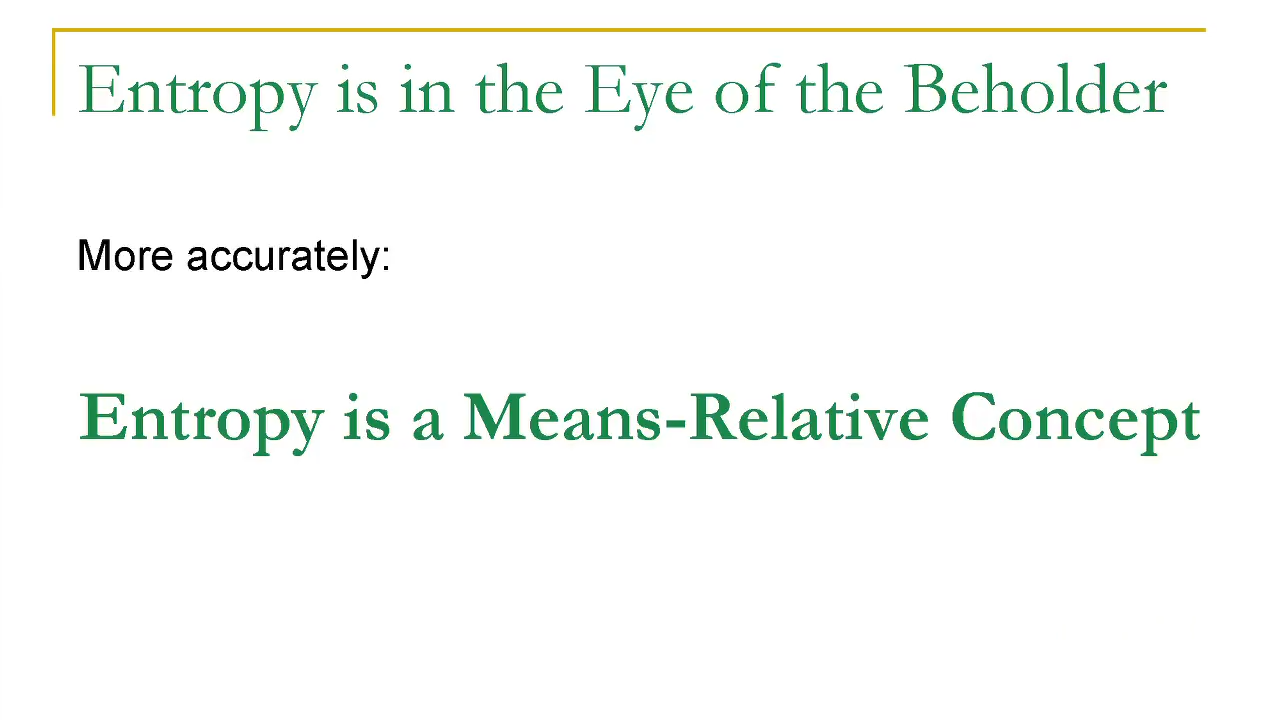 Entropy is in the Eye of the Beholder
More accurately:
Entropy is a Means-Relative Concept